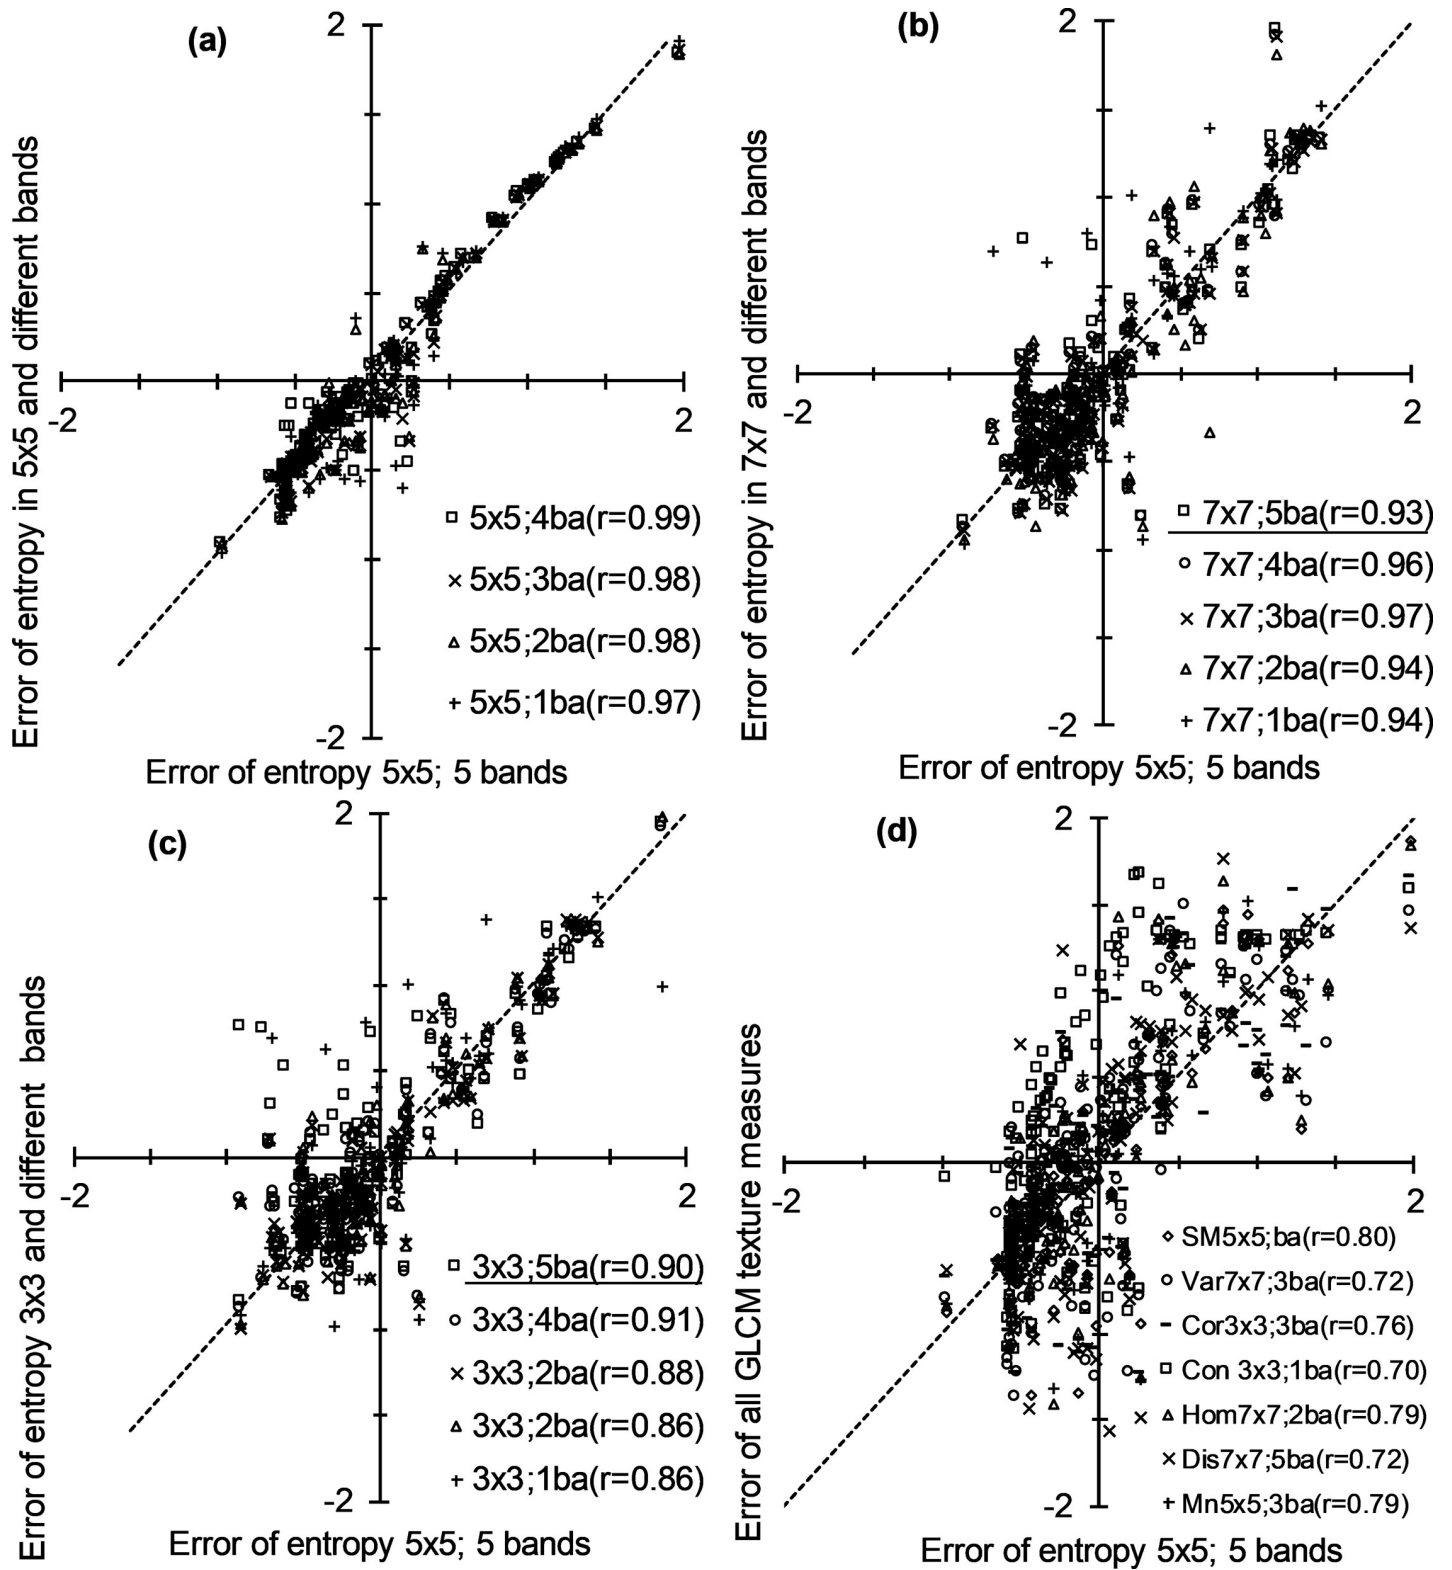 (a)
2
-2
2
-2
Error of entropy in 5x5 and different bands
5x5;4ba(r=0.99)
5x5;3ba(r=0.98)
5x5;2ba(r=0.98)
5x5;1ba(r=0.97)
Error of entropy 5x5; 5 bands
(b)
2
-2
2
-2
Error of entropy in 7x7 and different bands
7x7;5ba(r=0.93)
7x7;4ba(r=0.96)
7x7;3ba(r=0.97)
7x7;2ba(r=0.94)
7x7;1ba(r=0.94)
Error of entropy 5x5; 5 bands
(c)
2
-2
2
-2
Error of entropy 3x3 and different bands
3x3;5ba(r=0.90)
3x3;4ba(r=0.91)
3x3;2ba(r=0.88)
3x3;2ba(r=0.86)
3x3;1ba(r=0.86)
Error of entropy 5x5; 5 bands
(d)
2
-2
2
-2
Error of all GLCM texture measures
SM5x5;ba(r=0.80)
Var7x7;3ba(r=0.72)
Cor3x3;3ba(r=0.76)
Con 3x3;1ba(r=0.70)
Hom7x7;2ba(r=0.79)
Dis7x7;5ba(r=0.72)
Mn5x5;3ba(r=0.79)
Error of entropy 5x5; 5 bands